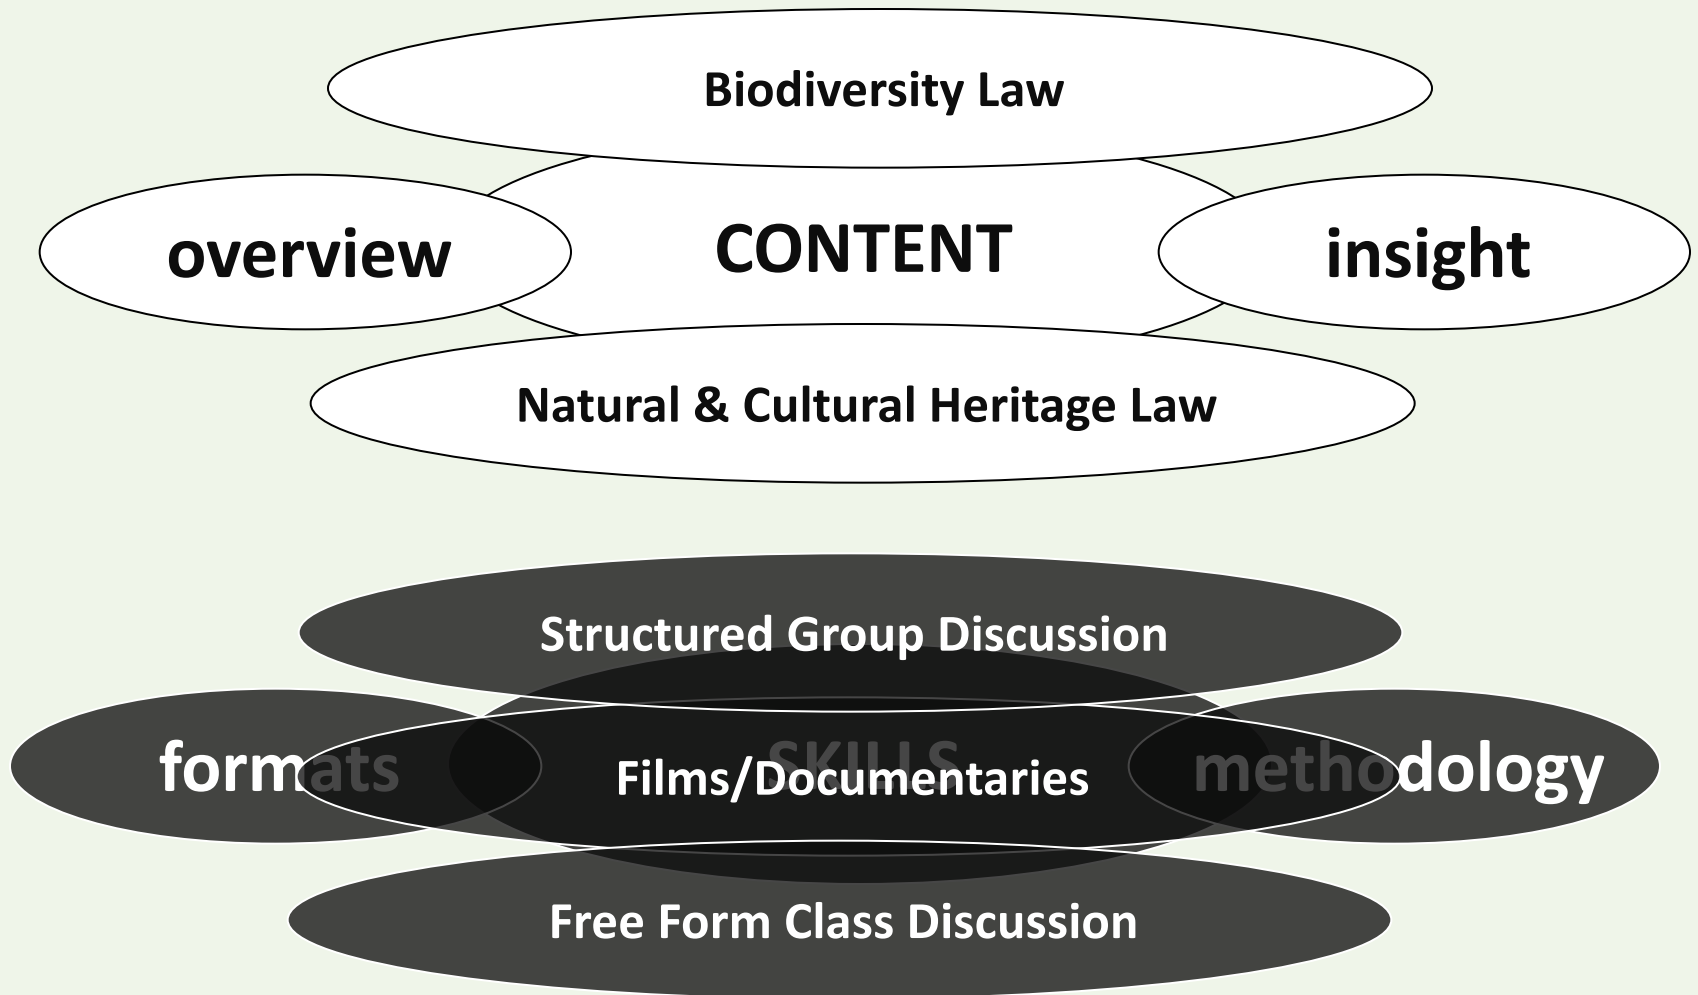 Biodiversity Law
overview
CONTENT
insight
Natural & Cultural Heritage Law
Structured Group Discussion
formats
SKILLS
methodology
Films/Documentaries
Free Form Class Discussion